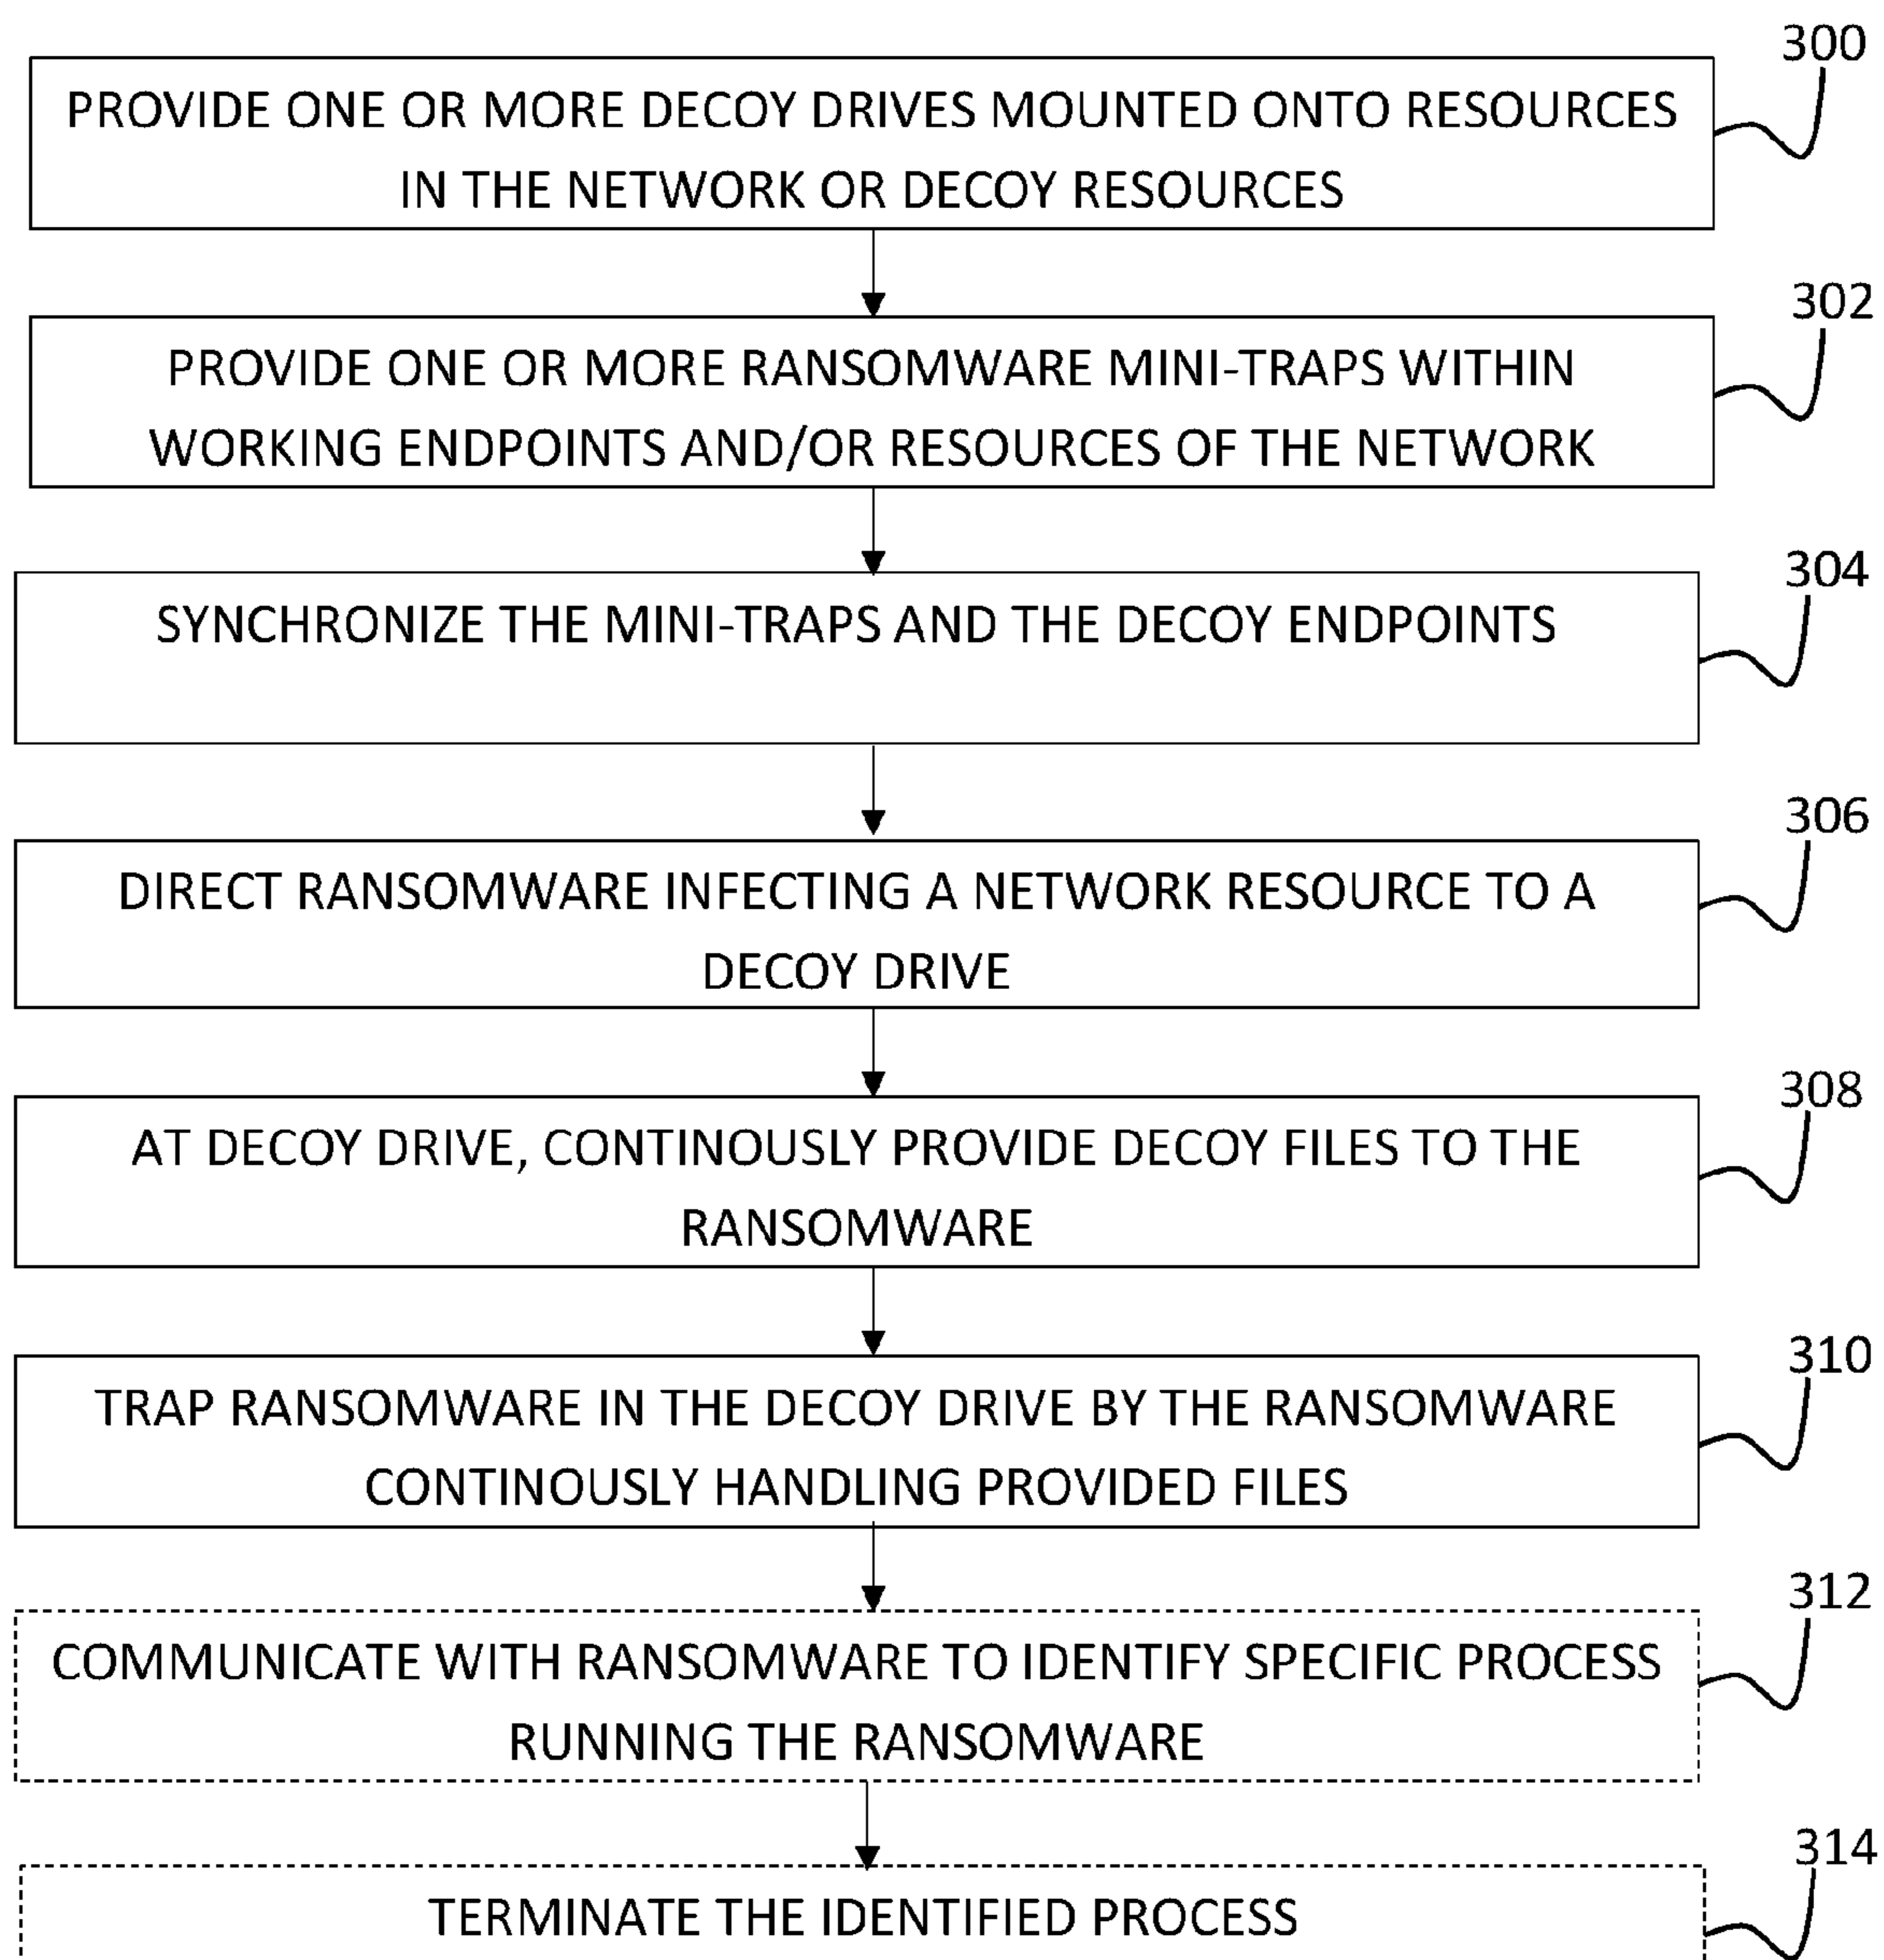 300
PROVIDE ONE OR MORE DECOY DRIVES MOUNTED ONTO RESOURCES
IN THE NETWORK OR DECOY RESOURCES
302
PROVIDE ONE OR MORE RANSOMWARE MINI-TRAPS WITHIN
WORKING ENDPOINTS AND/OR RESOURCES OF THE NETWORK
304
SYNCHRONIZE THE MINI-TRAPS AND THE DECOY ENDPOINTS
306
DIRECT RANSOMWARE INFECTING A NETWORK RESOURCE TO A
DECOY DRIVE
308
AT DECOY DRIVE, CONTINOUSLY PROVIDE DECOY FILES TO THE
RANSOMWARE
310
TRAP RANSOMWARE IN THE DECOY DRIVE BY THE RANSOMWARE
CONTINOUSLY HANDLING PROVIDED FILES
312
COMMUNICATE WITH RANSOMWARE TO IDENTIFY SPECIFIC PROCESS
RUNNING THE RANSOMWARE
314
TERMINATE THE IDENTIFIED PROCESS